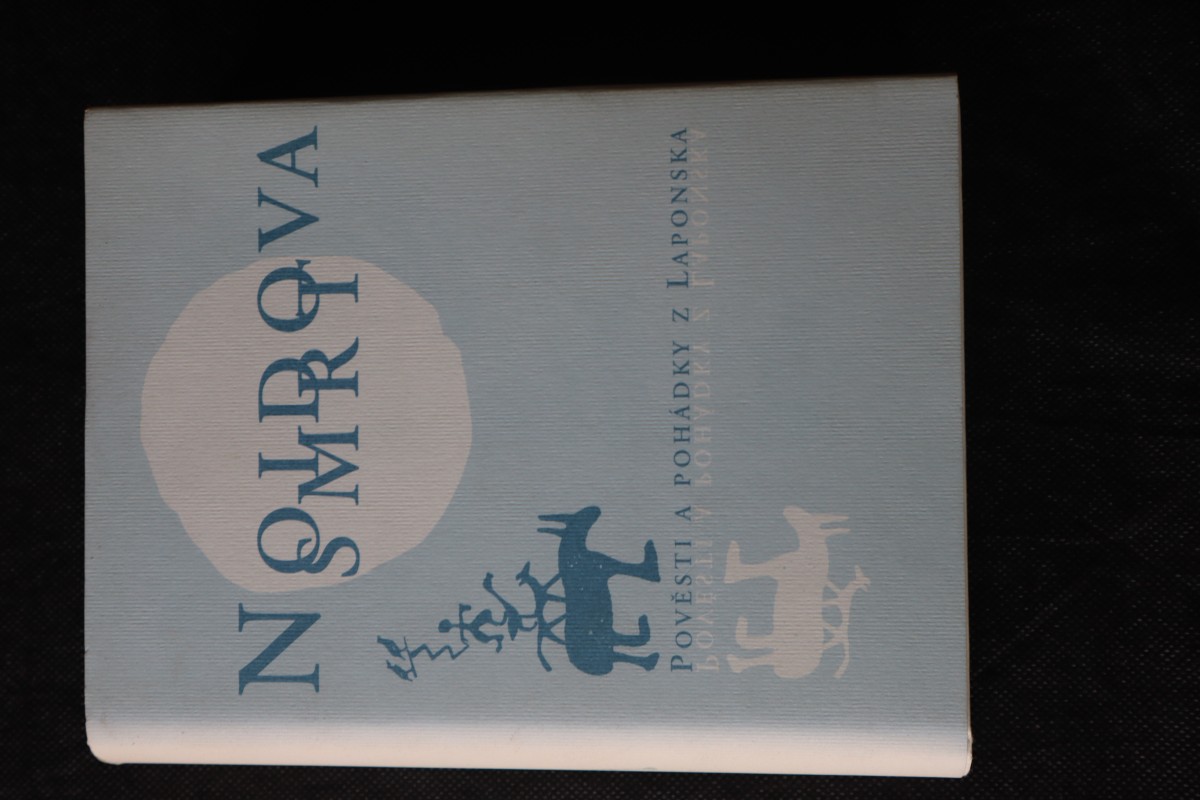 NOIDOVA
SMRT
POVĚSTI A POHÁDKY Z LAPONSKA